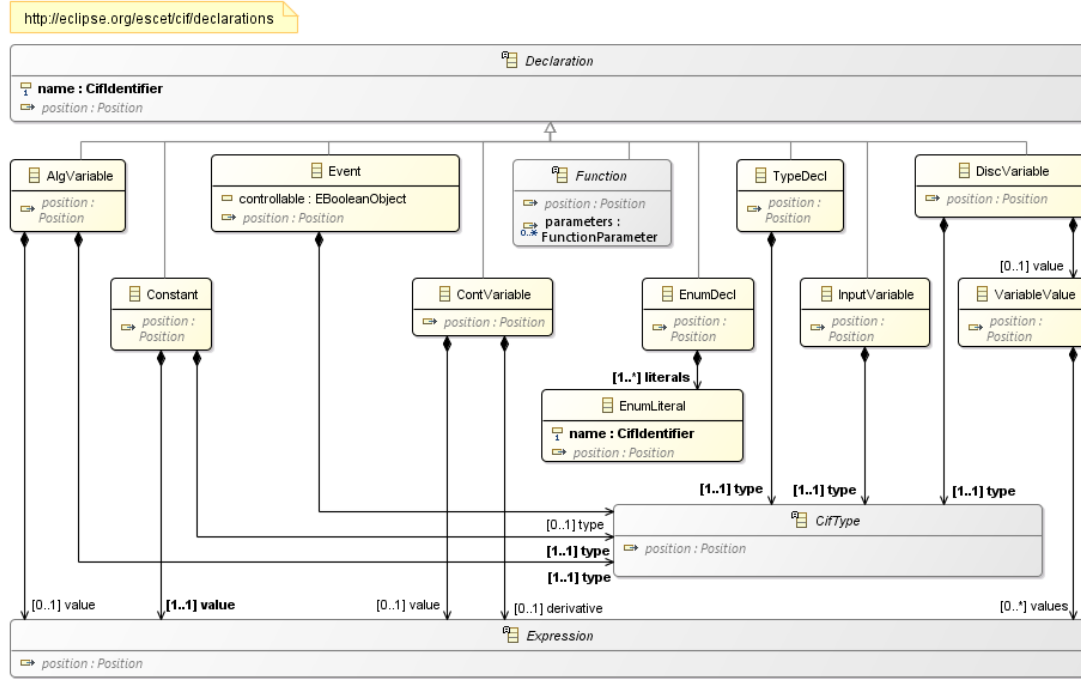 http://eclipse.org/escet/cif/declarations
Declaration
1 name : CifIdentifier
position : Position
AlgVariable
position :
Position
Event
controllable : EBooleanObject
position : Position
Function
position : Position
0..* parameters :
FunctionParameter
TypeDecl
position :
Position
DiscVariable
position : Position
Constant
position :
Position
ContVariable
position : Position
EnumDecl
position :
Position
InputVariable
position :
Position
[0..1] value
VariableValue
position :
Position
[1..*] literals
EnumLiteral
1 name : CifIdentifier
position : Position
[1..1] type
[1..1] type
[1..1] type
CifType
position : Position
[0..1] type
[1..1] type
[1..1] type
[0..1] value
[1..1] value
[0..1] value
[0..1] derivative
[0..*] values
Expression
position : Position